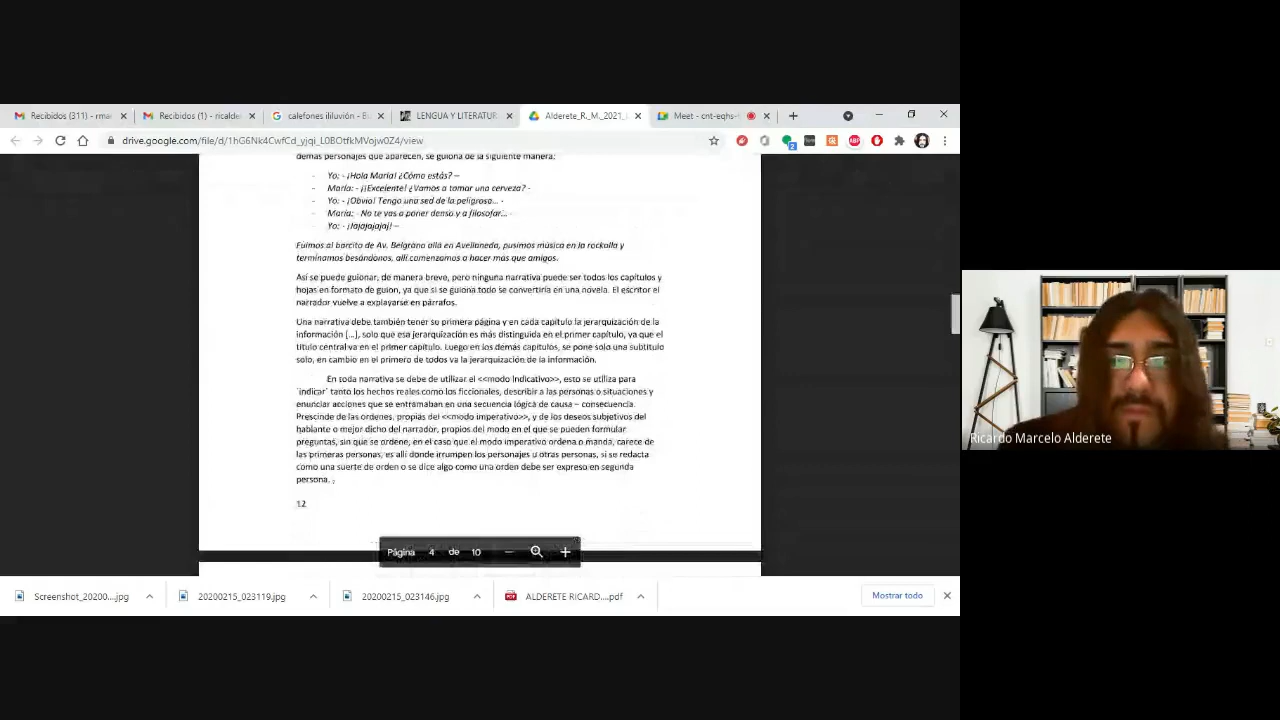 Recibidos (311) - rma
Recibidos (1) - ricalder
calefones ililuvión - B
LENGUA Y LITERATUR
Alderete_R._M._2021_
Meet - cnt-eqhs-
drive.google.com/file/d/1hG6Nk4CwfCd_yjqi_L0BOtfkMVojw0Z4/view
demás personajes que aparecen, se guiona de la siguiente manera:
- Yo: - ¡Hola María! ¿Cómo estás? –
- María: - ¡¡Excelente! ¿Vamos a tomar una cerveza? -
- Yo: - ¡Obvio! Tengo una sed de la peligrosa... -
- María: - No te vas a poner denso y a filosofar... -
- Yo: - ¡Jajajajaja! –
Fuimos al barcito de Av. Belgrano allá en Avellaneda, pusimos música en la rockolla y
terminamos besándonos, allí comenzamos a hacer más que amigos.
Así se puede guionar, de manera breve, pero ninguna narrativa puede ser todos los capítulos y
hojas en formato de guion, ya que si se guiona todo se convertiría en una novela. El escritor el
narrador vuelve a explayarse en párrafos.
Una narrativa debe también tener su primera página y en cada capítulo la jerarquización de la
información [...], solo que esa jerarquización es más distinguida en el primer capítulo, ya que el
título central va en el primer capítulo. Luego en los demás capítulos, se pone solo una subtitulo
solo, en cambio en el primero de todos va la jerarquización de la información.
En toda narrativa se debe de utilizar el <<modo Indicativo>>, esto se utiliza para
`indicar´ tanto los hechos reales como los ficcionales, describir a las personas o situaciones y
enunciar acciones que se entramaban en una secuencia lógica de causa – consecuencia.
Prescinde de las ordenes, propias del <<modo imperativo>>, y de los deseos subjetivos del
hablante o mejor dicho del narrador, propios del modo en el que se pueden formular
preguntas, sin que se ordene, en el caso que el modo imperativo ordena o manda, carece de
las primeras personas, es allí donde irrumpen los personajes u otras personas, si se redacta
como una suerte de orden o se dice algo como una orden debe ser expreso en segunda
persona. ,
12
Página 4 de 10
Screenshot_20200....jpg
20200215_023119.jpg
20200215_023146.jpg
ALDERETE RICARD....pdf
Mostrar todo
Ricardo Marcelo Alderete